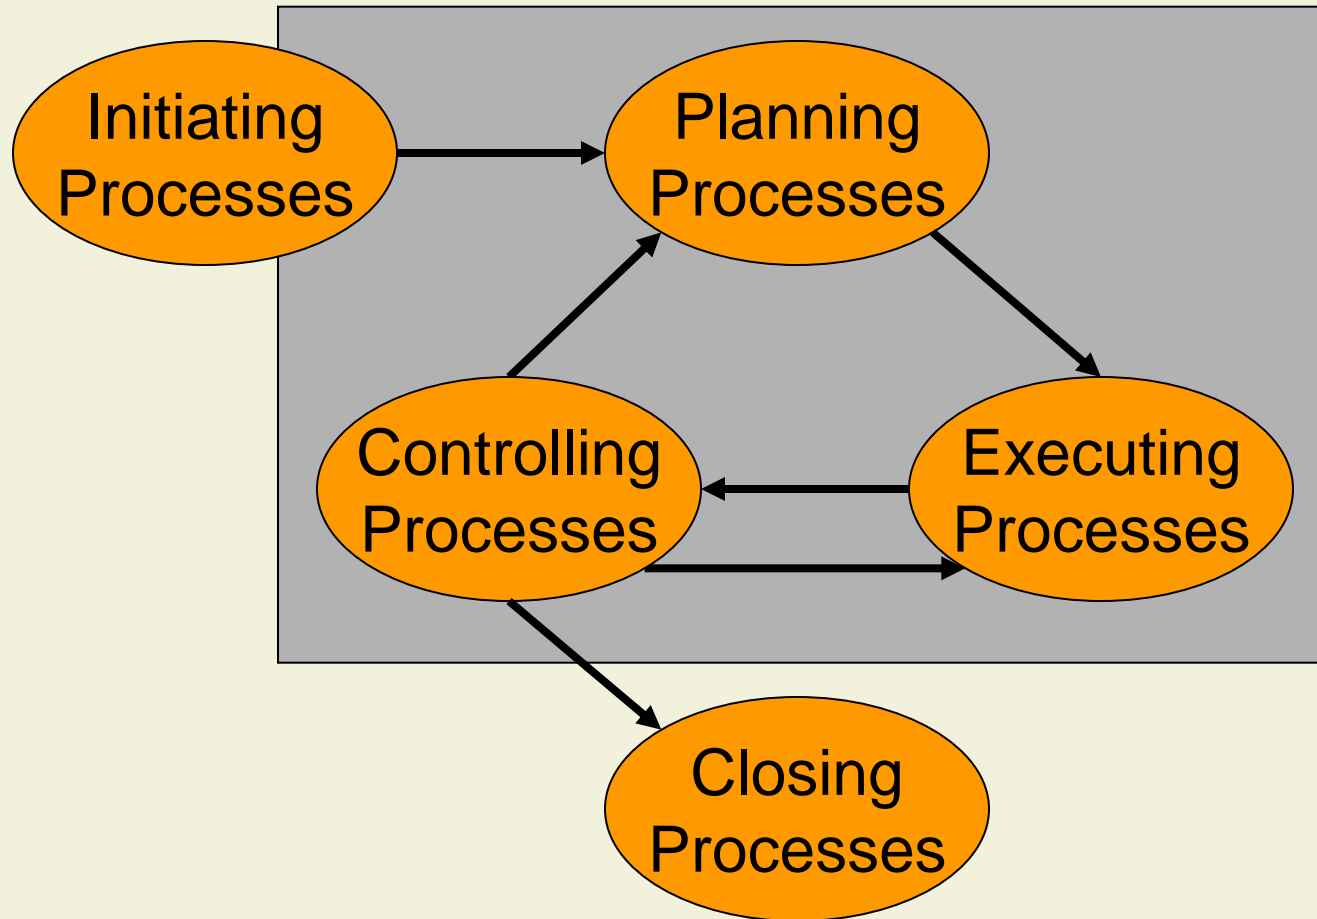 Initiating
Processes
Planning
Processes
Controlling
Processes
Executing
Processes
Closing
Processes